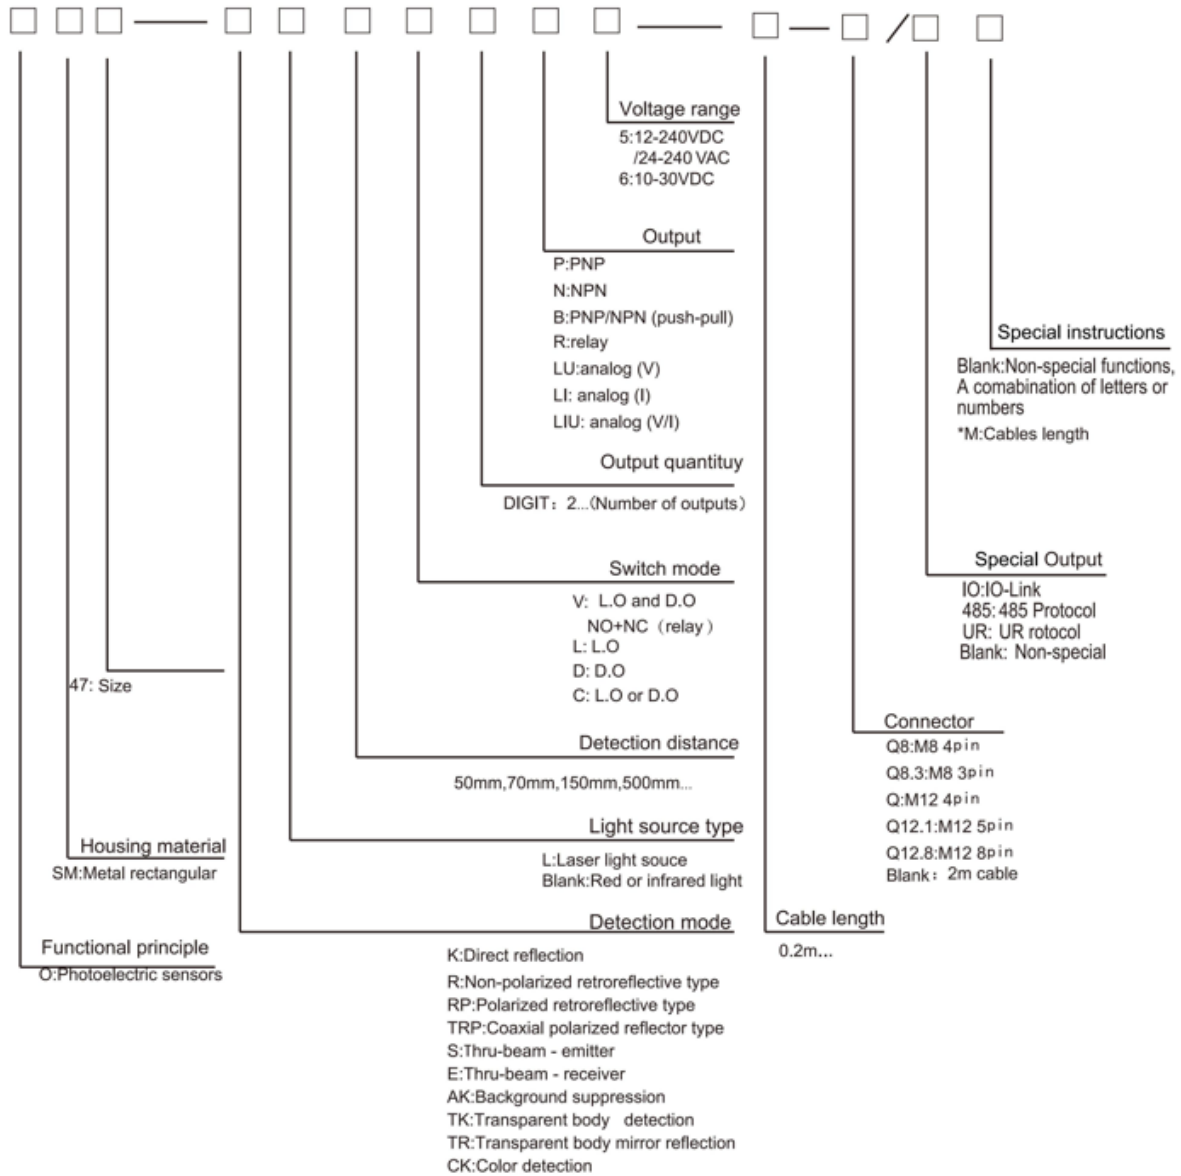 Voltage range
5:12-240VDC
/24-240 VAC
6:10-30VDC
Output
P:PNP
N:NPN
B:PNP/NPN (push-pull)
R:relay
LU:analog (V)
LI: analog (I)
LIU: analog (V/I)
Output quantituy
DIGIT：2...(Number of outputs)
Switch mode
V: L.O and D.O
NO+NC（relay）
L: L.O
D: D.O
C: L.O or D.O
Detection distance
50mm,70mm,150mm,500mm...
Light source type
L:Laser light souce
Blank:Red or infrared light
Detection mode
K:Direct reflection
R:Non-polarized retroreflective type
RP:Polarized retroreflective type
TRP:Coaxial polarized reflector type
S:Thru-beam - emitter
E:Thru-beam - receiver
AK:Background suppression
TK:Transparent body detection
TR:Transparent body mirror reflection
CK:Color detection
47: Size
Housing material
SM:Metal rectangular
Functional principle
O:Photoelectric sensors
Special instructions
Blank:Non-special functions,
A comabination of letters or
numbers
*M:Cables length
Special Output
IO:IO-Link
485: 485 Protocol
UR: UR rotocol
Blank: Non-special
Connector
Q8:M8 4pin
Q8.3:M8 3pin
Q:M12 4pin
Q12.1:M12 5pin
Q12.8:M12 8pin
Blank：2m cable
Cable length
0.2m...